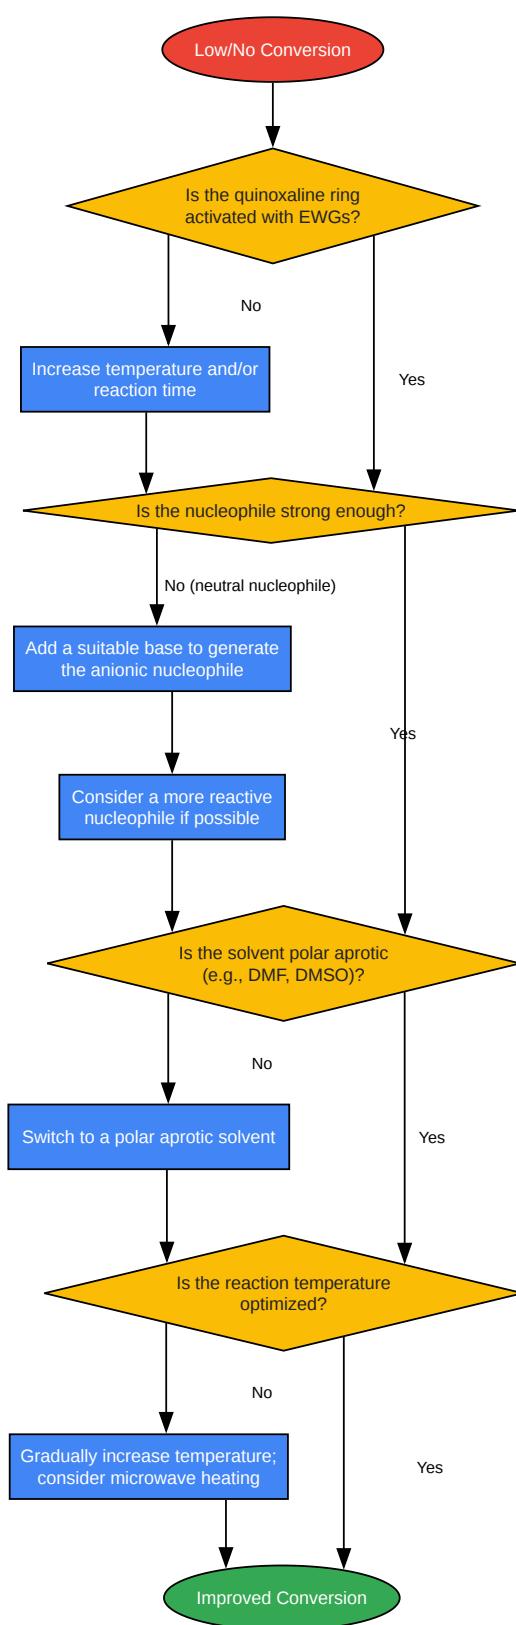 Low/No Conversion
Is the quinoxaline ring
activated with EWGs?
No
Increase temperature and/or
reaction time
Yes
Is the nucleophile strong enough?
No (neutral nucleophile)
Add a suitable base to generate
the anionic nucleophile
Yes
Consider a more reactive
nucleophile if possible
Is the solvent polar aprotic
(e.g., DMF, DMSO)?
No
Switch to a polar aprotic solvent
Yes
Is the reaction temperature
optimized?
No
Gradually increase temperature;
consider microwave heating
Yes
Improved Conversion